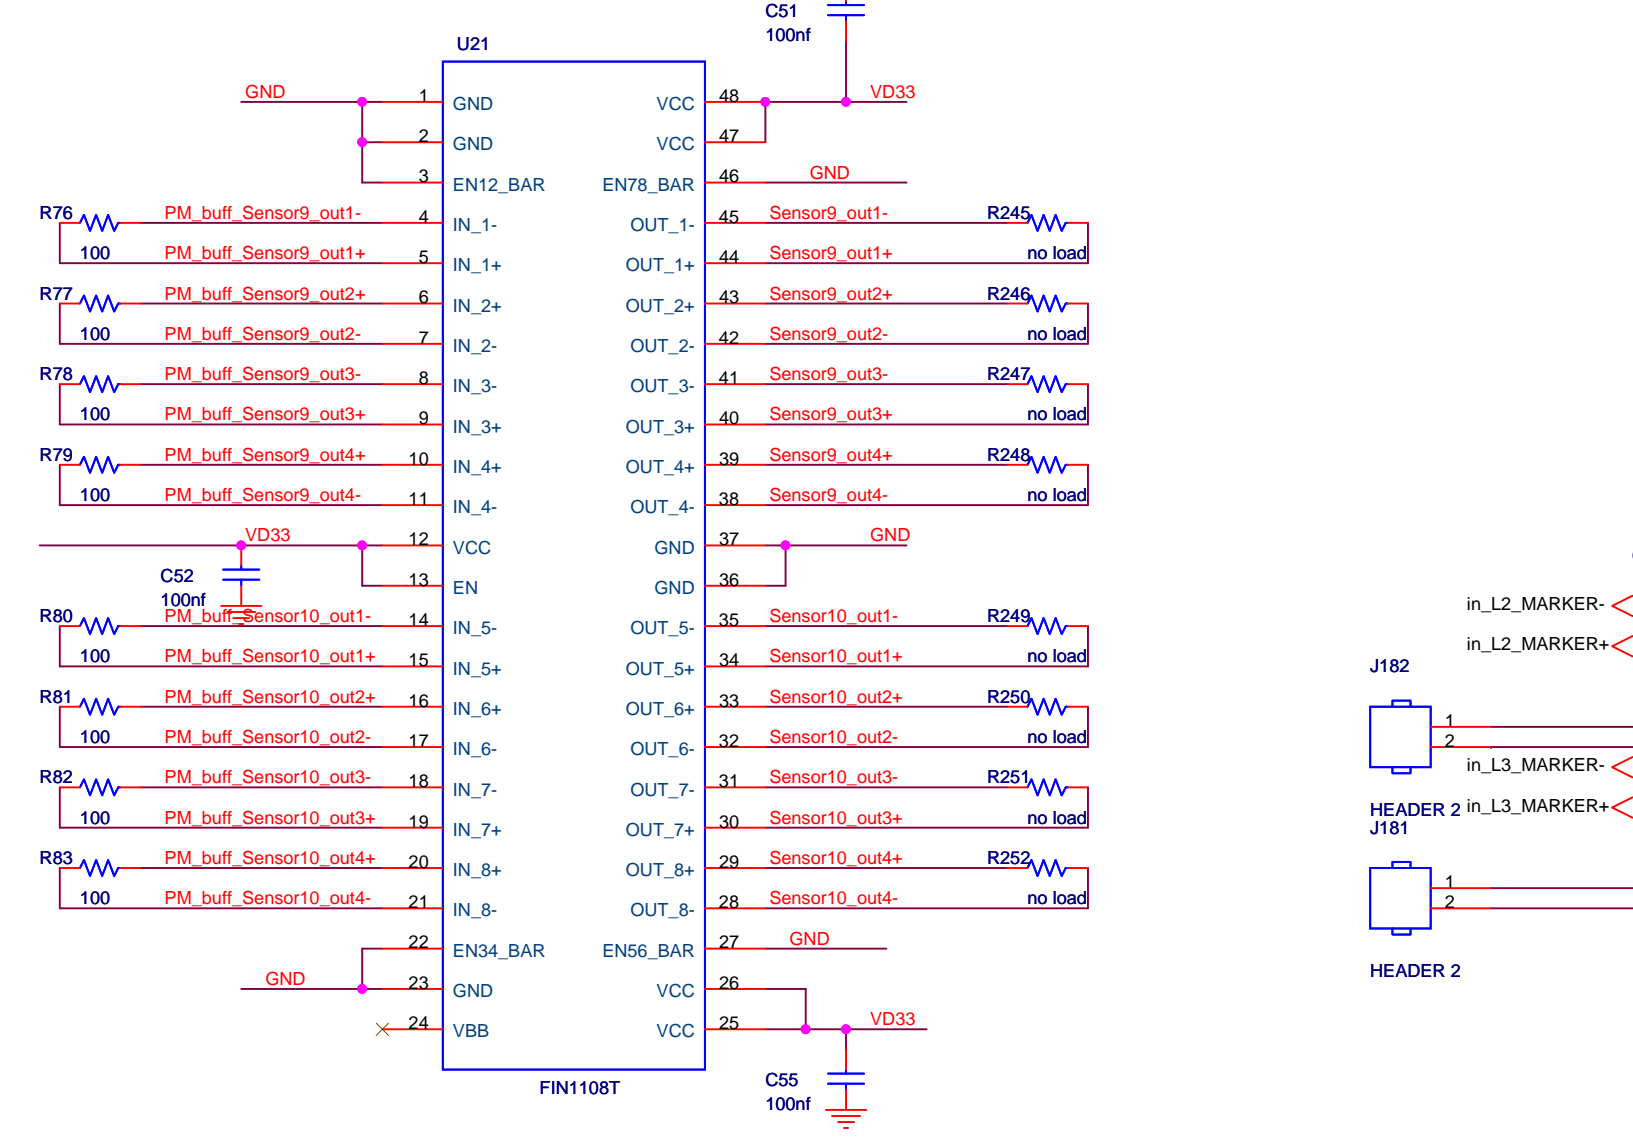 C51
100nf
U21
GND 1 GND VCC 48 VD33
2 GND VCC 47
3 EN12_BAR EN78_BAR 46 GND
R76 PM_buff_Sensor9_out1- 4 IN_1- OUT_1- 45 Sensor9_out1- R245
100 PM_buff_Sensor9_out1+ 5 IN_1+ OUT_1+ 44 Sensor9_out1+ no load
R77 PM_buff_Sensor9_out2+ 6 IN_2+ OUT_2+ 43 Sensor9_out2+ R246
100 PM_buff_Sensor9_out2- 7 IN_2- OUT_2- 42 Sensor9_out2- no load
R78 PM_buff_Sensor9_out3- 8 IN_3- OUT_3- 41 Sensor9_out3- R247
100 PM_buff_Sensor9_out3+ 9 IN_3+ OUT_3+ 40 Sensor9_out3+ no load
R79 PM_buff_Sensor9_out4+ 10 IN_4+ OUT_4+ 39 Sensor9_out4+ R248
100 PM_buff_Sensor9_out4- 11 IN_4- OUT_4- 38 Sensor9_out4- no load
VD33 12 VCC GND 37 GND
C52 13 EN GND 36
100nf
R80 PM_buff_Sensor10_out1- 14 IN_5- OUT_5- 35 Sensor10_out1- R249
100 PM_buff_Sensor10_out1+ 15 IN_5+ OUT_5+ 34 Sensor10_out1+ no load
R81 PM_buff_Sensor10_out2+ 16 IN_6+ OUT_6+ 33 Sensor10_out2+ R250
100 PM_buff_Sensor10_out2- 17 IN_6- OUT_6- 32 Sensor10_out2- no load
R82 PM_buff_Sensor10_out3- 18 IN_7- OUT_7- 31 Sensor10_out3- R251
100 PM_buff_Sensor10_out3+ 19 IN_7+ OUT_7+ 30 Sensor10_out3+ no load
R83 PM_buff_Sensor10_out4+ 20 IN_8+ OUT_8+ 29 Sensor10_out4+ R252
100 PM_buff_Sensor10_out4- 21 IN_8- OUT_8- 28 Sensor10_out4- no load
22 EN34_BAR EN56_BAR 27 GND
GND 23 GND VCC 26
24 VBB VCC 25 VD33
FIN1108T
C55
100nf
in_L2_MARKER-
in_L2_MARKER+
J182
1
2
in_L3_MARKER-
HEADER 2 in_L3_MARKER+
J181
1
2
HEADER 2